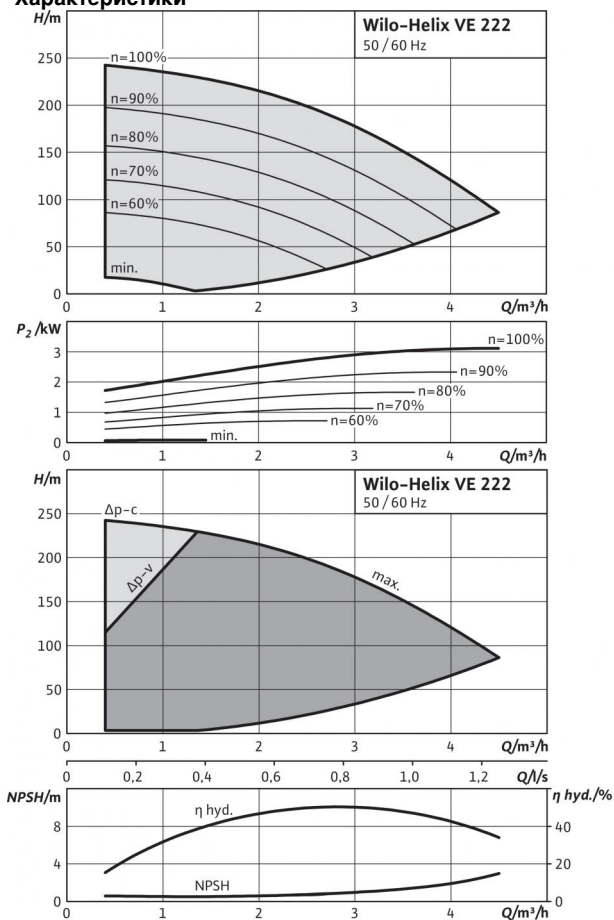 Характеристики
H/m
Wilo-Helix VE 222
50/60 Hz
n=100%
250
n=90%
200
n=80%
150
n=70%
100
n=60%
50
min.
0
0 1 2 3 4 Q/m³/h
P₂/kW
n=100%
3
n=90%
2
n=80%
n=70%
1
n=60%
min.
0
0 1 2 3 4 Q/m³/h
H/m
Wilo-Helix VE 222
50/60 Hz
Δp-c
250
200
Δp-v
max.
150
100
50
0
0 1 2 3 4 Q/m³/h
0 0,2 0,4 0,6 0,8 1,0 1,2 Q/l/s
NPSH/m
η hyd./%
η hyd.
8 40
4 20
NPSH
0 0
0 1 2 3 4 Q/m³/h